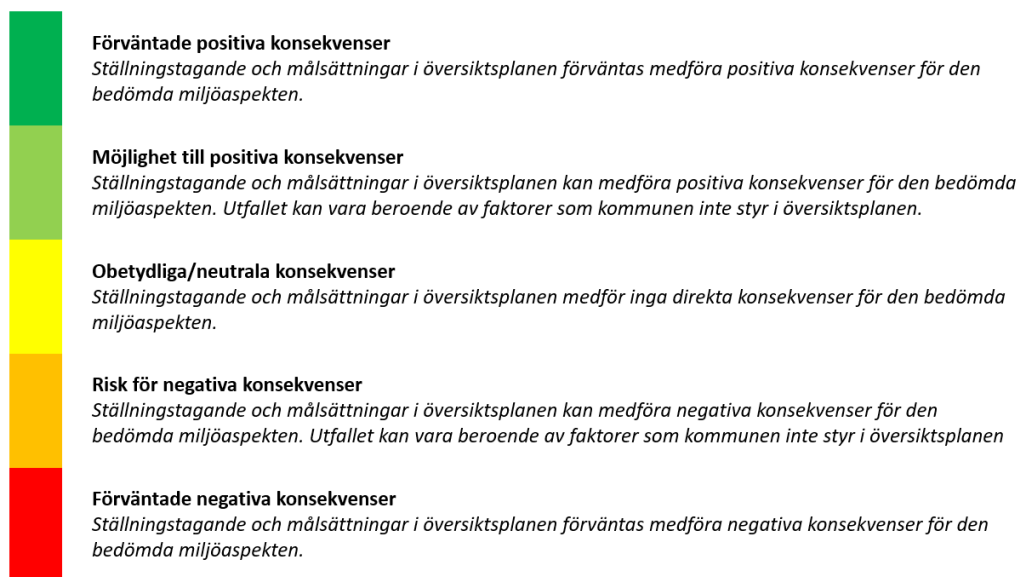 Förväntade positiva konsekvenser
Ställningstagande och målsättningar i översiktsplanen förväntas medföra positiva konsekvenser för den
bedömda miljöaspekten.
Möjlighet till positiva konsekvenser
Ställningstagande och målsättningar i översiktsplanen kan medföra positiva konsekvenser för den bedömda
miljöaspekten. Utfallet kan vara beroende av faktorer som kommunen inte styr i översiktsplanen.
Obetydliga/neutrala konsekvenser
Ställningstagande och målsättningar i översiktsplanen medför inga direkta konsekvenser för den bedömda
miljöaspekten.
Risk för negativa konsekvenser
Ställningstagande och målsättningar i översiktsplanen kan medföra negativa konsekvenser för den
bedömda miljöaspekten. Utfallet kan vara beroende av faktorer som kommunen inte styr i översiktsplanen
Förväntade negativa konsekvenser
Ställningstagande och målsättningar i översiktsplanen förväntas medföra negativa konsekvenser för den
bedömda miljöaspekten.